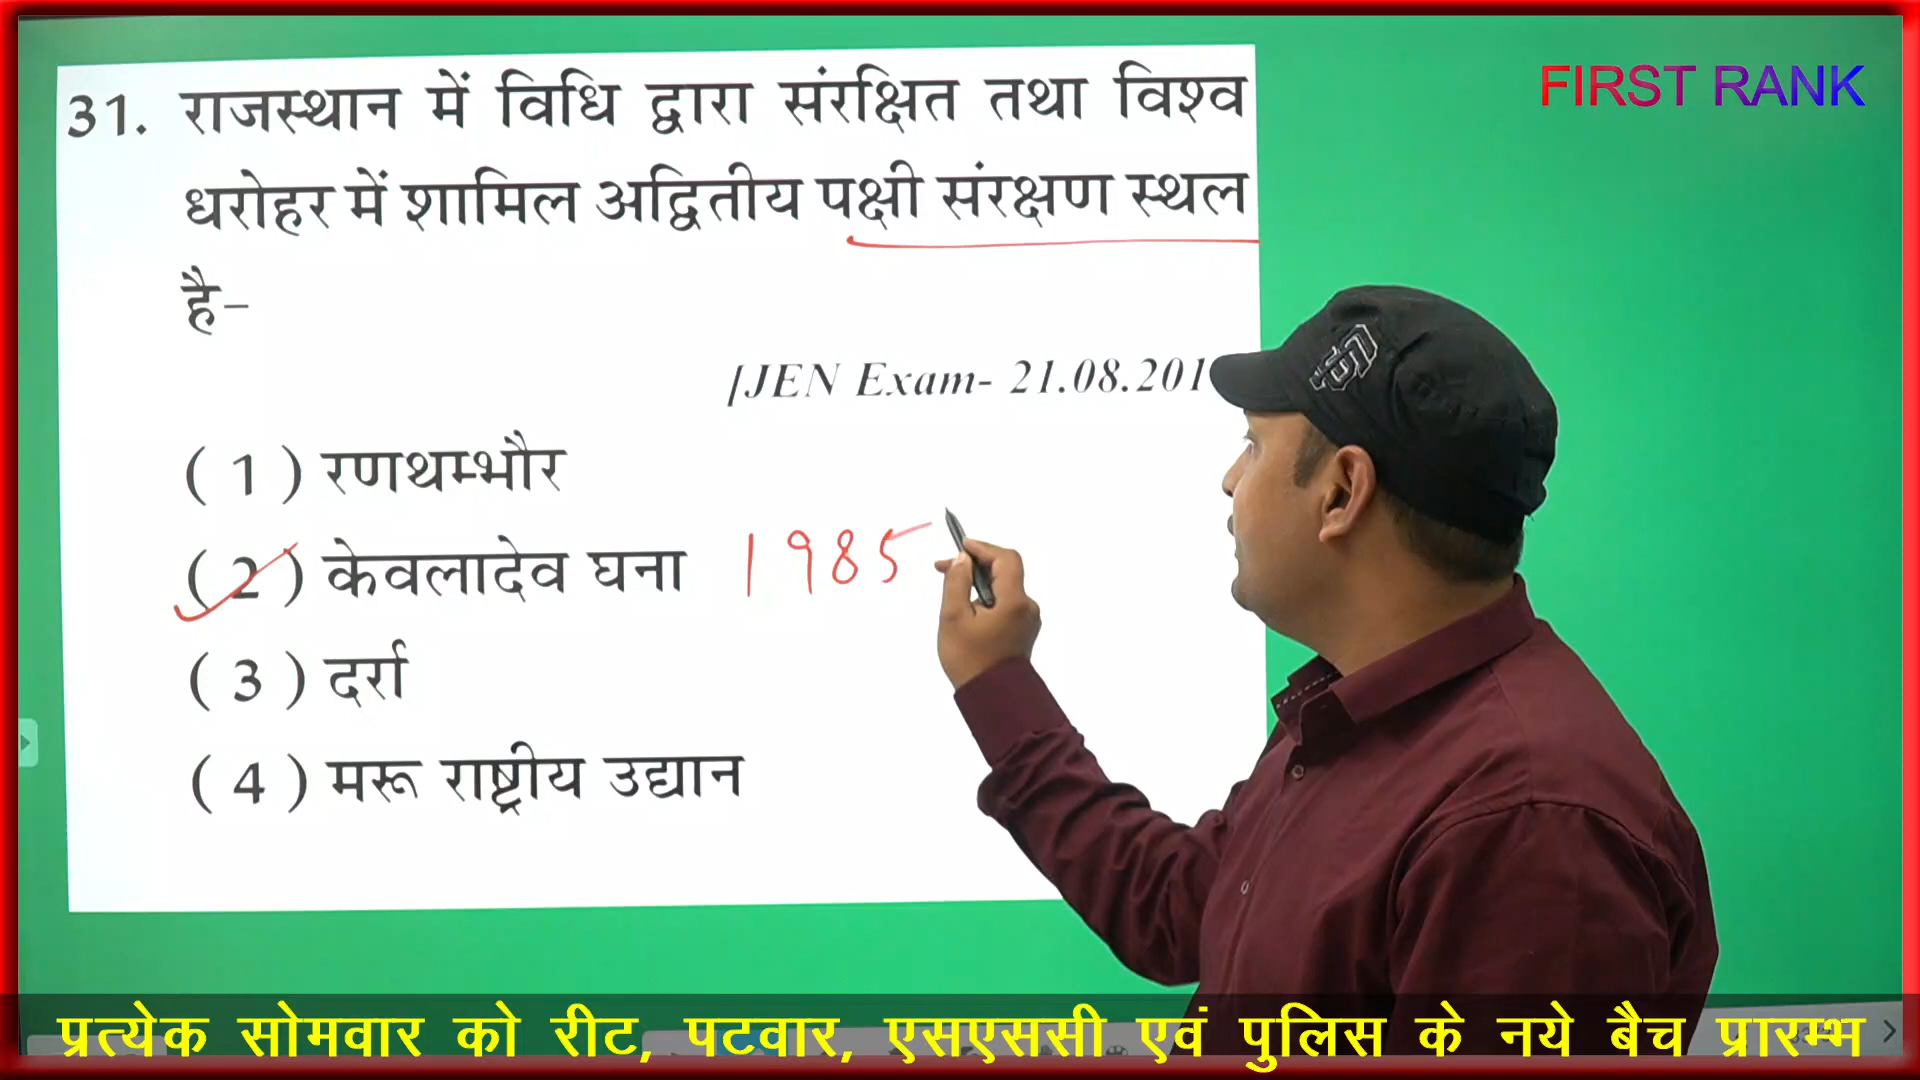 FIRST RANK
31. राजस्थान में विधि द्वारा संरक्षित तथा विश्व
धरोहर में शामिल अद्वितीय पक्षी संरक्षण स्थल
है-
[JEN Exam- 21.08.201
( 1 ) रणथम्भौर
( 2 ) केवलादेव घना 1985
( 3 ) दर्रा
( 4 ) मरू राष्ट्रीय उद्यान
प्रत्येक सोमवार को रीट, पटवार, एसएससी एवं पुलिस के नये बैच प्रारम्भ